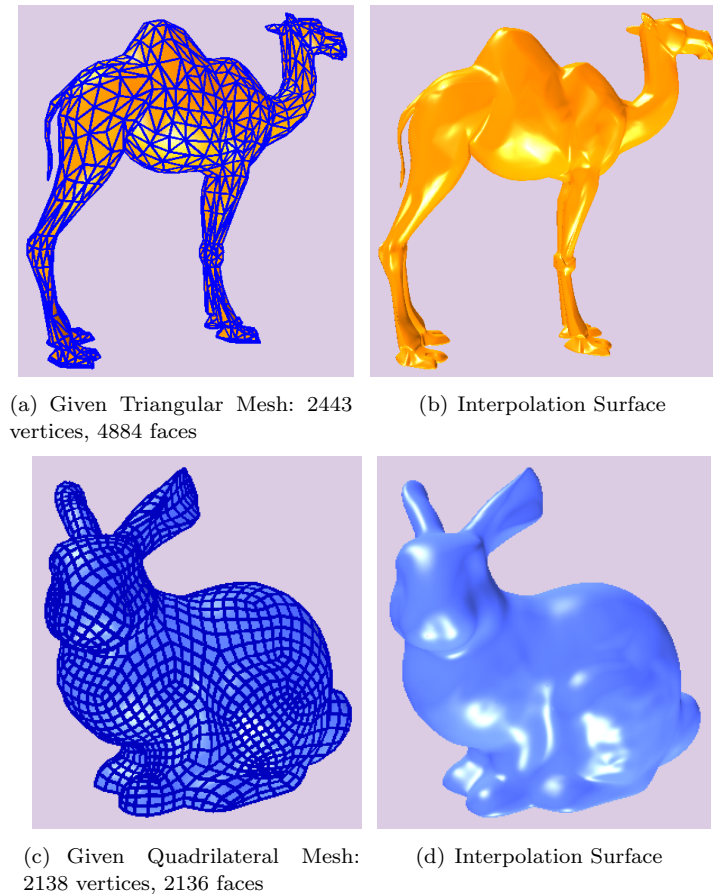 (a) Given Triangular Mesh: 2443
vertices, 4884 faces
(b) Interpolation Surface
(c) Given Quadrilateral Mesh:
2138 vertices, 2136 faces
(d) Interpolation Surface